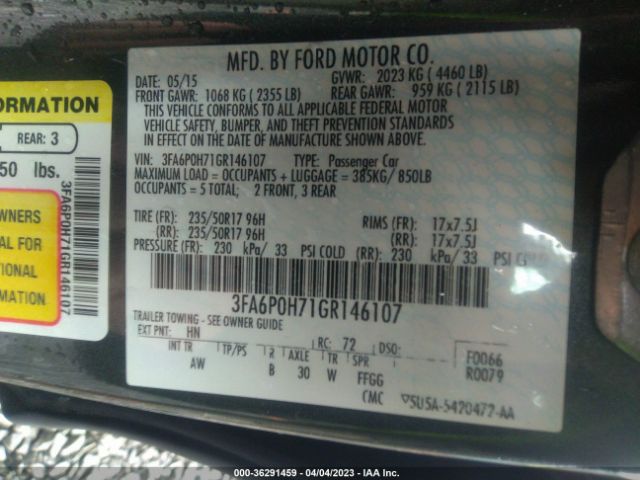 MFD. BY FORD MOTOR CO.
DATE: 05/15 GVWR: 2023 KG ( 4460 LB)
FRONT GAWR: 1068 KG ( 2355 LB) REAR GAWR: 959 KG ( 2115 LB)
THIS VEHICLE CONFORMS TO ALL APPLICABLE FEDERAL MOTOR
VEHICLE SAFETY, BUMPER, AND THEFT PREVENTION STANDARDS
IN EFFECT ON THE DATE OF MANUFACTURE SHOWN ABOVE.
VIN: 3FA6P0H71GR146107 TYPE: Passenger Car
MAXIMUM LOAD = OCCUPANTS + LUGGAGE = 385KG/ 850LB
OCCUPANTS = 5 TOTAL; 2 FRONT, 3 REAR
TIRE (FR): 235/50R17 96H RIMS (FR): 17x7.5J
(RR): 235/50R17 96H (RR): 17x7.5J
PRESSURE (FR): 230 kPa/ 33 PSI COLD (RR): 230 kPa/ 33 PSI COLD
3FA6P0H71GR146107
TRAILER TOWING - SEE OWNER GUIDE
EXT PNT: HN RC: 72 DSO: F0066
INT TR TP/PS R AXLE TR SPR R0079
AW B 30 W FFGG
CMC ▽5USA-5420472-AA
ORMATION
REAR: 3
50 lbs.
OWNERS
AL FOR
TIONAL
RMATION
3FA6P0H71GR146107
000-36291459 - 04/04/2023 - IAA Inc.